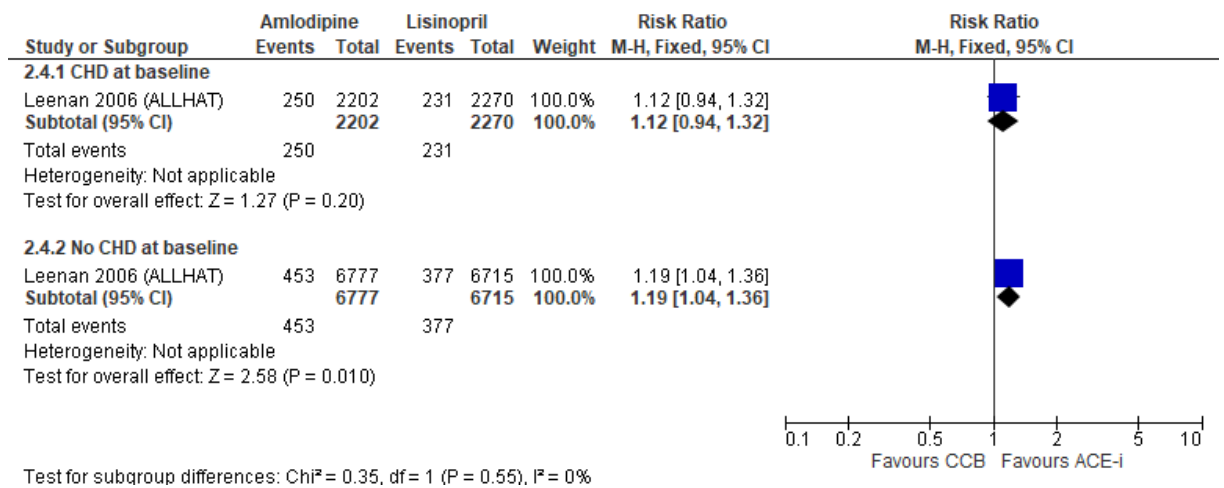 Amlodipine Lisinopril Risk Ratio Risk Ratio
Study or Subgroup Events Total Events Total Weight M-H, Fixed, 95% CI M-H, Fixed, 95% CI
2.4.1 CHD at baseline
Leenan 2006 (ALLHAT) 250 2202 231 2270 100.0% 1.12 [0.94, 1.32]
Subtotal (95% CI) 2202 2270 100.0% 1.12 [0.94, 1.32]
Total events 250 231
Heterogeneity: Not applicable
Test for overall effect: Z = 1.27 (P = 0.20)
2.4.2 No CHD at baseline
Leenan 2006 (ALLHAT) 453 6777 377 6715 100.0% 1.19 [1.04, 1.36]
Subtotal (95% CI) 6777 6715 100.0% 1.19 [1.04, 1.36]
Total events 453 377
Heterogeneity: Not applicable
Test for overall effect: Z = 2.58 (P = 0.010)
0.1 0.2 0.5 1 2 5 10
Favours CCB Favours ACE-i
Test for subgroup differences: Chi² = 0.35, df = 1 (P = 0.55), I² = 0%